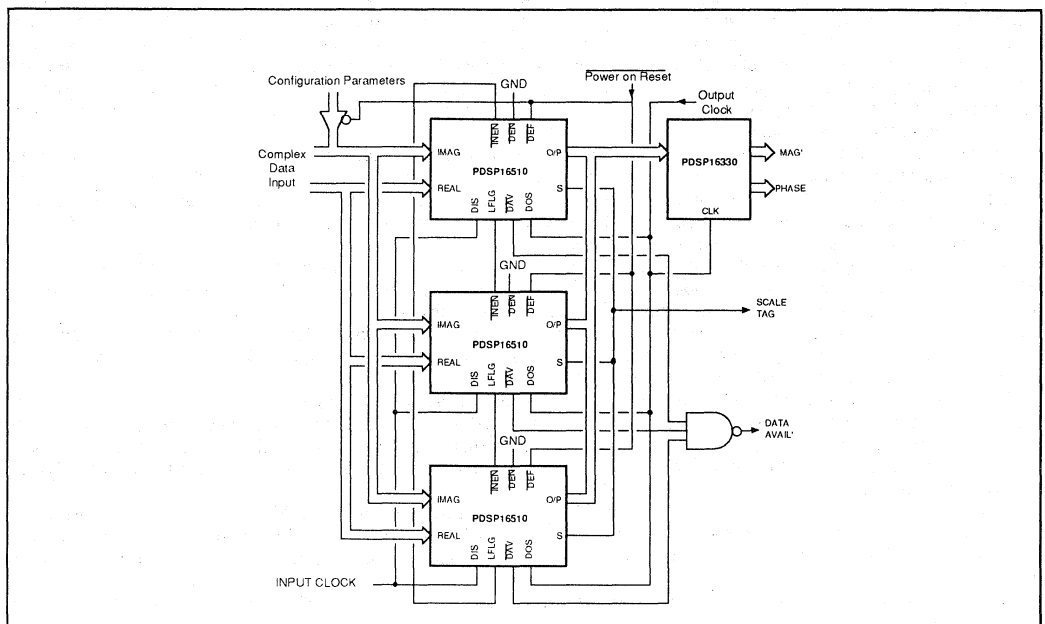 Configuration Parameters
GND
Power on Reset
Output
Clock
Complex
Data
Input
IMAG
REAL
INEN
DEN
DEF
O/P
S
PDSP16510
DIS
LFLG
DAV
DOS
PDSP16330
CLK
MAG'
PHASE
GND
IMAG
REAL
INEN
DEN
DEF
O/P
S
PDSP16510
DIS
LFLG
DAV
DOS
SCALE
TAG
DATA
AVAIL'
GND
IMAG
REAL
INEN
DEN
DEF
O/P
S
PDSP16510
DIS
LFLG
DAV
DOS
INPUT CLOCK